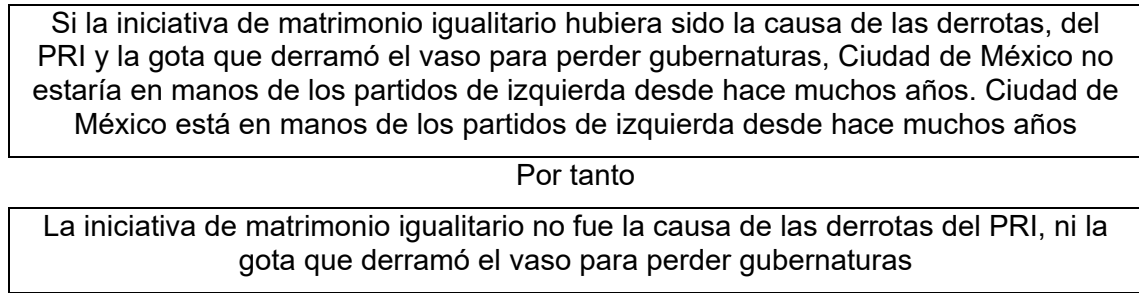 Si la iniciativa de matrimonio igualitario hubiera sido la causa de las derrotas, del
PRI y la gota que derramó el vaso para perder gubernaturas, Ciudad de México no
estaría en manos de los partidos de izquierda desde hace muchos años. Ciudad de
México está en manos de los partidos de izquierda desde hace muchos años
Por tanto
La iniciativa de matrimonio igualitario no fue la causa de las derrotas del PRI, ni la
gota que derramó el vaso para perder gubernaturas